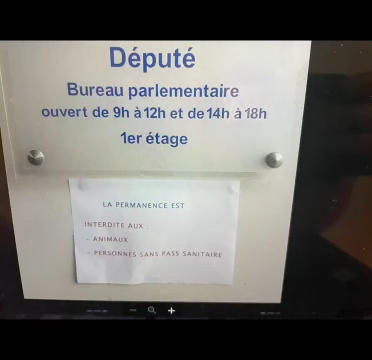 Député
Bureau parlementaire
ouvert de 9h à 12h et de 14h à 18h
1er étage
LA PERMANENCE EST
INTERDITE AUX :
- ANIMAUX
- PERSONNES SANS PASS SANITAIRE